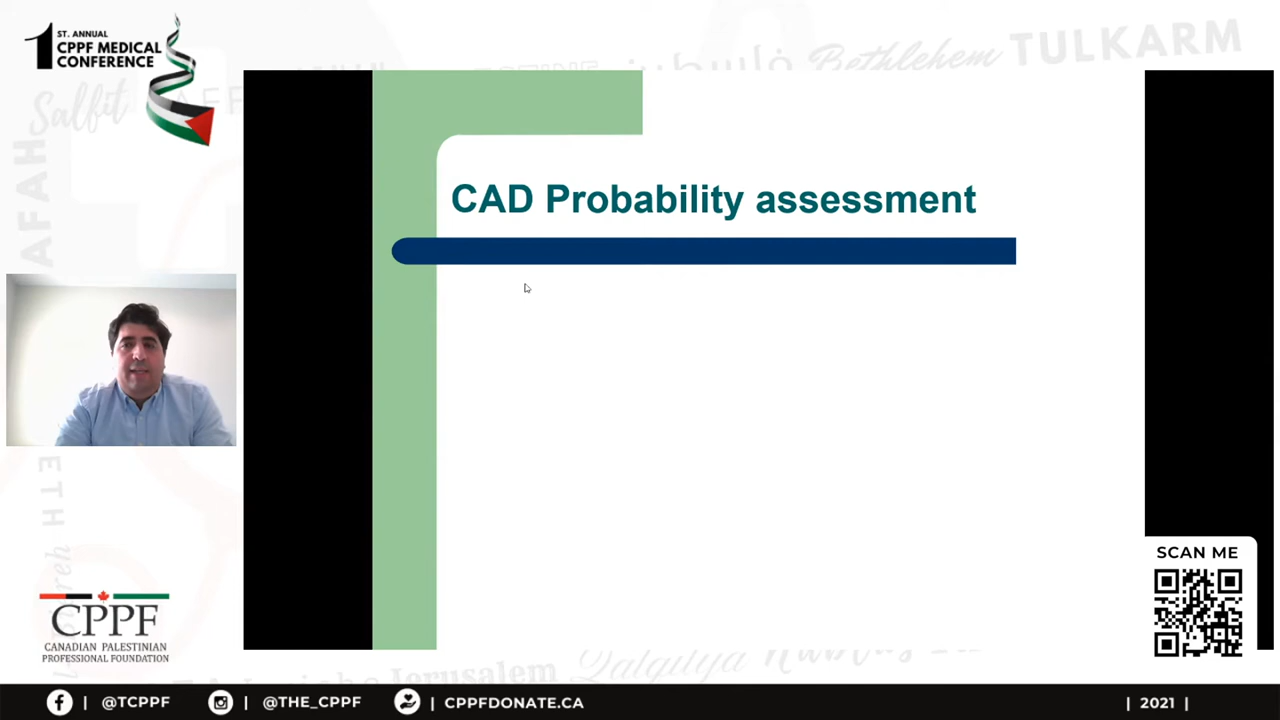 1 ST. ANNUAL
CPPF MEDICAL
CONFERENCE
فلسطين
Bethlehem
TULKARM
Salfit
CAD Probability assessment
SCAN ME
CPPF
CANADIAN PALESTINIAN
PROFESSIONAL FOUNDATION
Jerusalem
Qalqilya
| @TCPPF
| @THE_CPPF
| CPPFDONATE.CA
| 2021 |